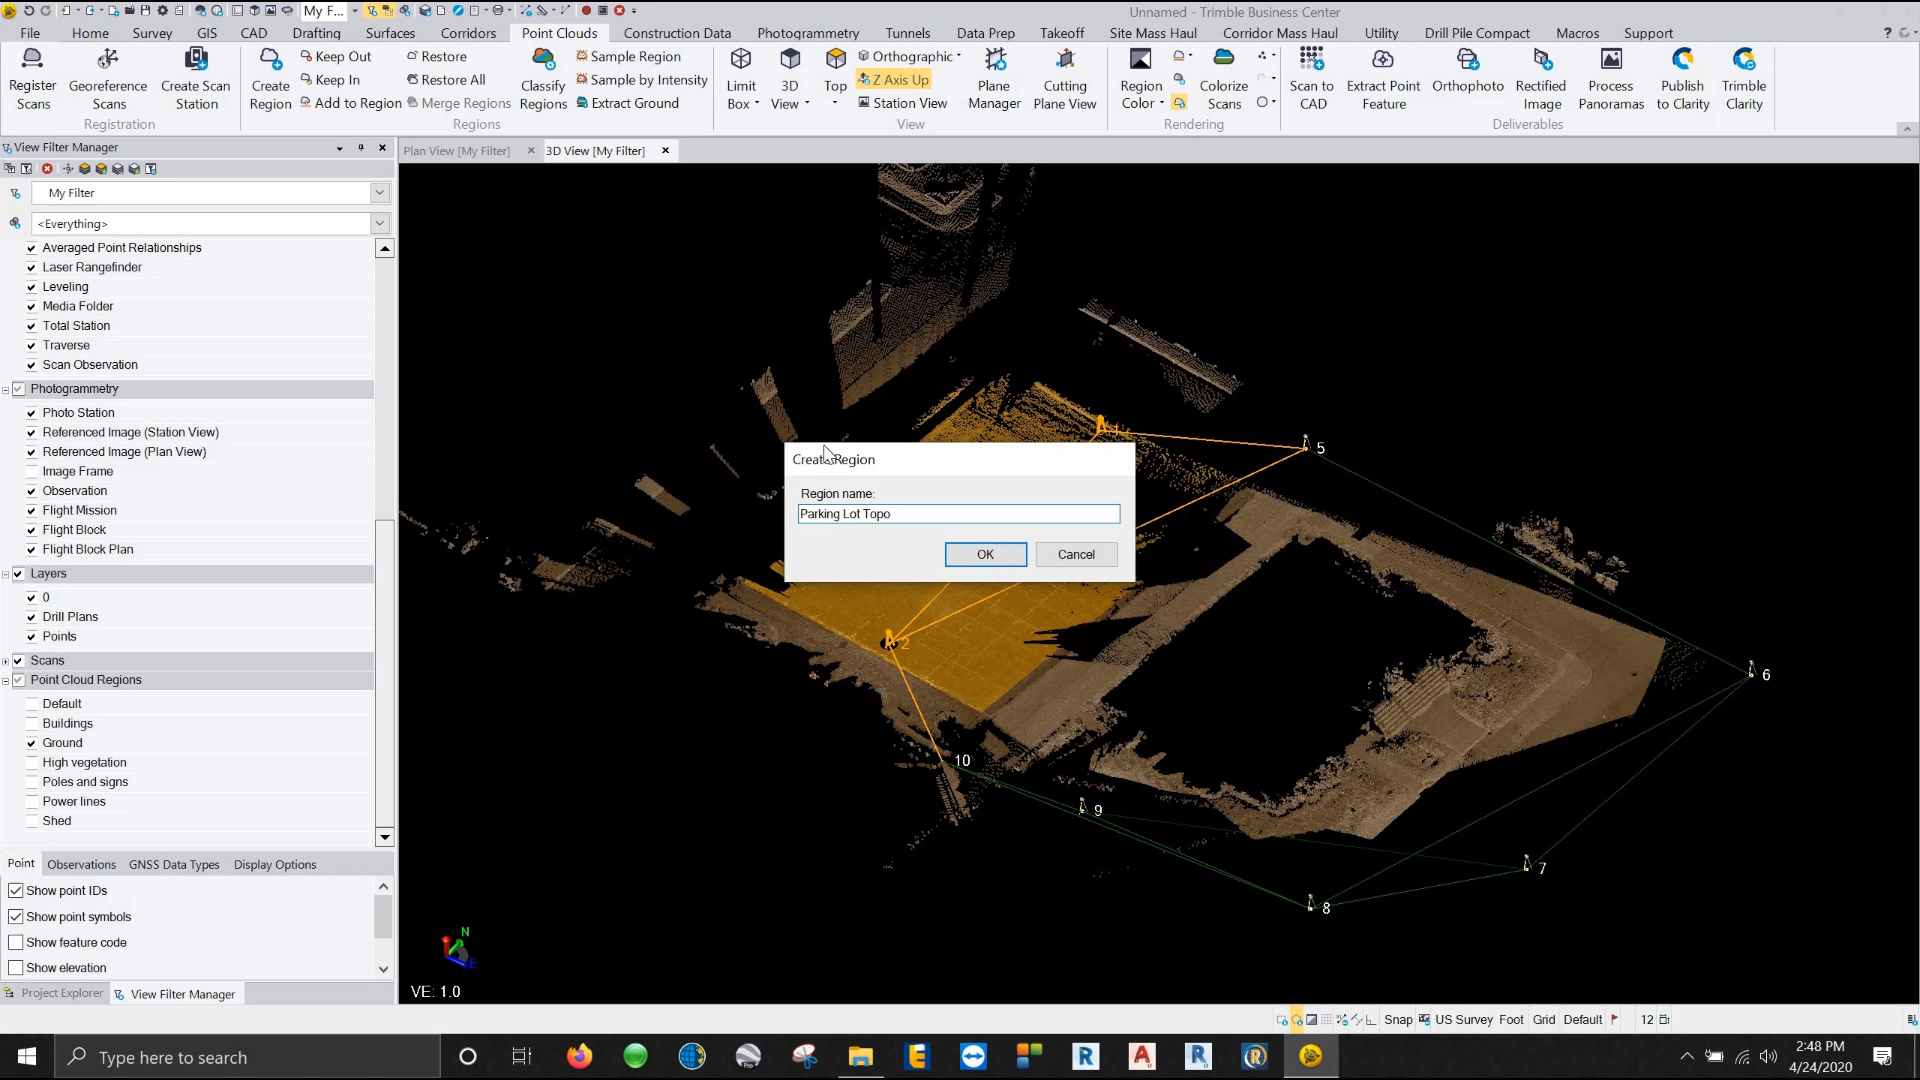 My F...
Unnamed - Trimble Business Center
File Home Survey GIS CAD Drafting Surfaces Corridors Point Clouds Construction Data Photogrammetry Tunnels Data Prep Takeoff Site Mass Haul Corridor Mass Haul Utility Drill Pile Compact Macros Support
Register Scans
Georeference Scans
Create Scan Station
Registration
Create Region
Keep Out
Keep In
Add to Region
Restore
Restore All
Merge Regions
Classify Regions
Sample Region
Sample by Intensity
Extract Ground
Regions
Limit Box
3D View
Top
Orthographic
Z Axis Up
Station View
Plane Manager
Cutting Plane View
View
Region Color
Colorize Scans
Rendering
Scan to CAD
Extract Point Feature
Orthophoto
Rectified Image
Process Panoramas
Publish to Clarity
Trimble Clarity
Deliverables
View Filter Manager
Plan View [My Filter]
3D View [My Filter]
My Filter
<Everything>
Averaged Point Relationships
Laser Rangefinder
Leveling
Media Folder
Total Station
Traverse
Scan Observation
Photogrammetry
Photo Station
Referenced Image (Station View)
Referenced Image (Plan View)
Image Frame
Observation
Flight Mission
Flight Block
Flight Block Plan
Layers
0
Drill Plans
Points
Scans
Point Cloud Regions
Default
Buildings
Ground
High vegetation
Poles and signs
Power lines
Shed
Point Observations GNSS Data Types Display Options
Show point IDs
Show point symbols
Show feature code
Show elevation
Project Explorer View Filter Manager
1
5
Create Region
Region name:
Parking Lot Topo
OK Cancel
2
6
10
9
7
8
N
E
VE: 1.0
Snap US Survey Foot Grid Default 12
Type here to search
2:48 PM
4/24/2020